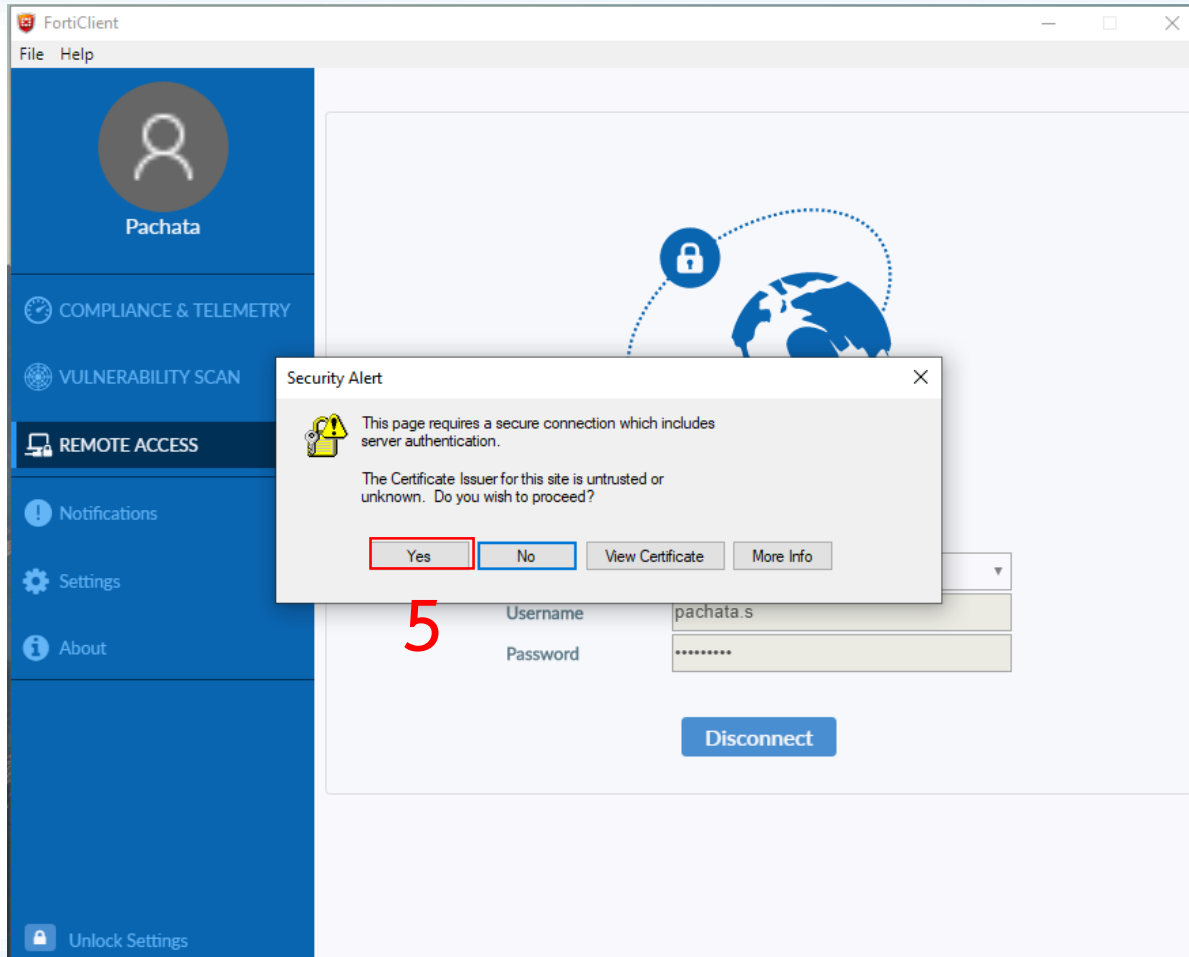 FortiClient
File Help
Pachata
COMPLIANCE & TELEMETRY
VULNERABILITY SCAN
REMOTE ACCESS
Notifications
Settings
About
Unlock Settings
Security Alert
This page requires a secure connection which includes
server authentication.
The Certificate Issuer for this site is untrusted or
unknown. Do you wish to proceed?
Yes No View Certificate More Info
5
Username pachata.s
Password •••••••••
Disconnect